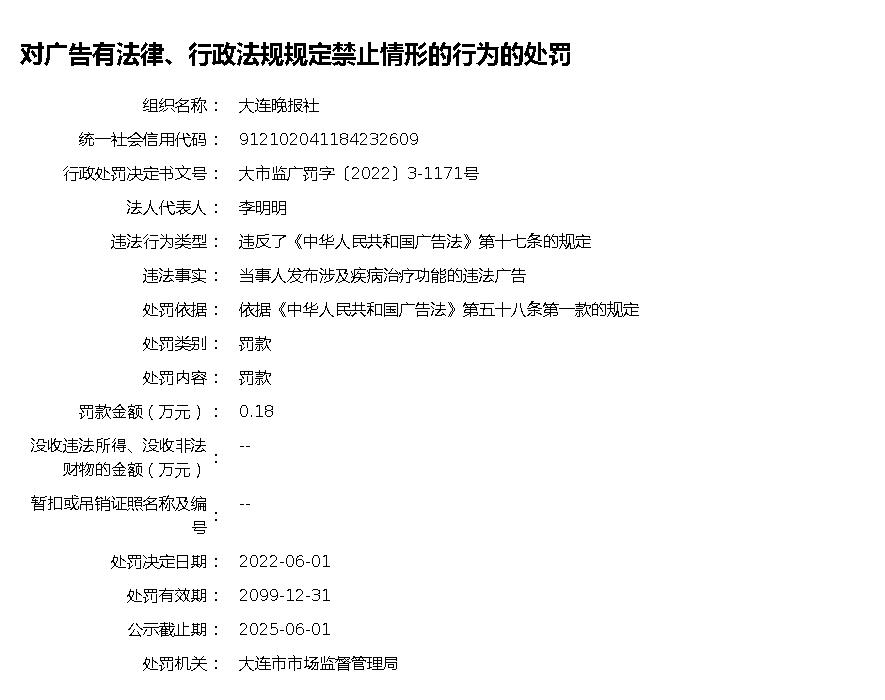 对广告有法律、行政法规规定禁止情形的行为的处罚
组织名称： 大连晚报社
统一社会信用代码： 912102041184232609
行政处罚决定书文号： 大市监广罚字〔2022〕3-1171号
法人代表人： 李明明
违法行为类型： 违反了《中华人民共和国广告法》第十七条的规定
违法事实： 当事人发布涉及疾病治疗功能的违法广告
处罚依据： 依据《中华人民共和国广告法》第五十八条第一款的规定
处罚类别： 罚款
处罚内容： 罚款
罚款金额（万元）： 0.18
没收违法所得、没收非法 --
财物的金额（万元）：
暂扣或吊销证照名称及编 --
号：
处罚决定日期： 2022-06-01
处罚有效期： 2099-12-31
公示截止期： 2025-06-01
处罚机关： 大连市市场监督管理局